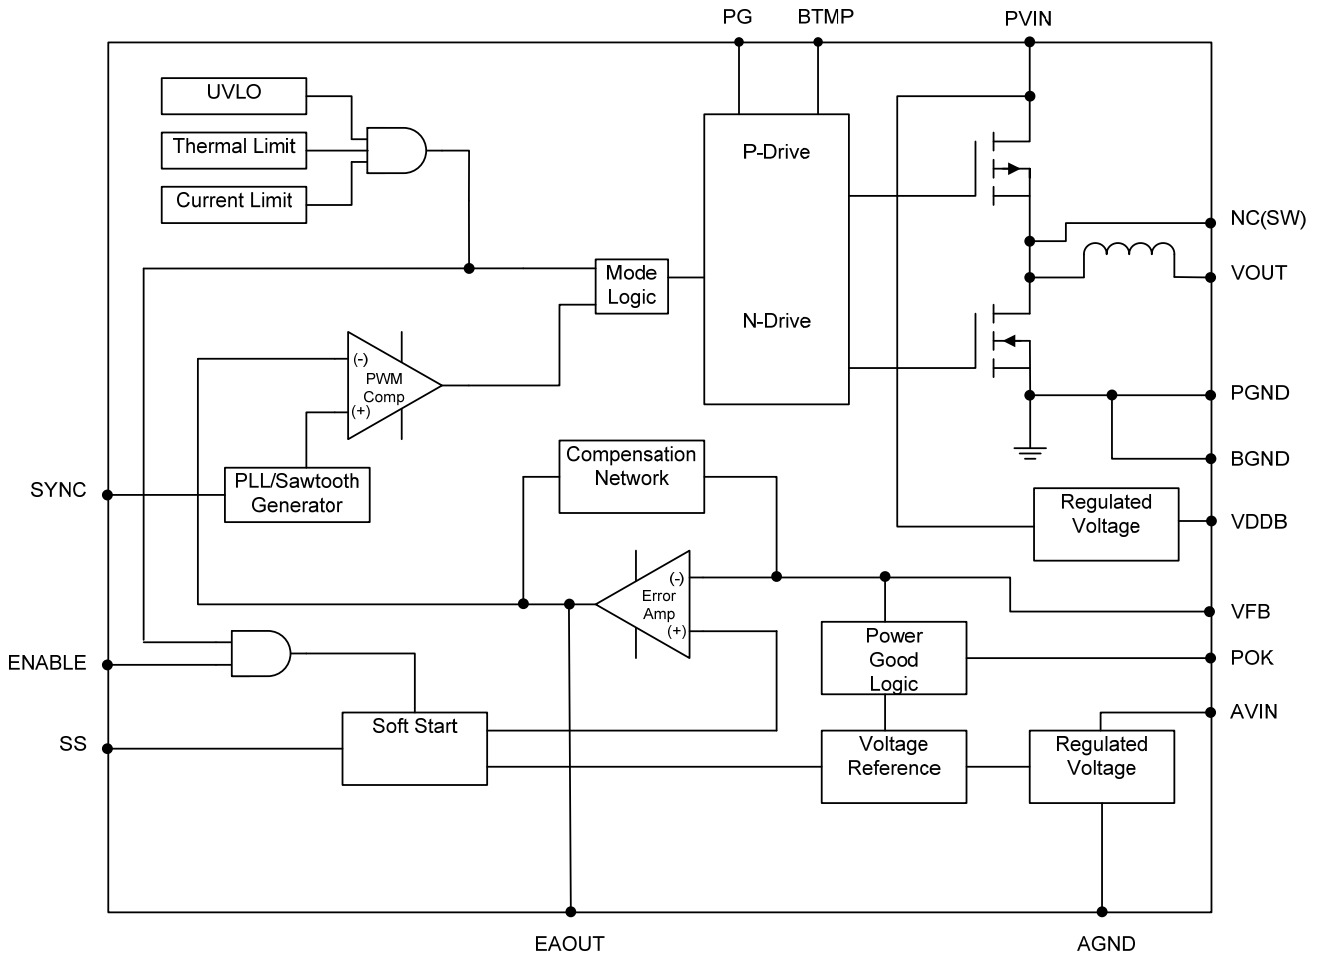 PG
BTMP
PVIN
UVLO
Thermal Limit
Current Limit
P-Drive
N-Drive
Mode
Logic
NC(SW)
VOUT
PGND
BGND
(-)
PWM
Comp
(+)
SYNC
PLL/Sawtooth
Generator
Compensation
Network
Regulated
Voltage
VDDB
(-)
Error
Amp
(+)
VFB
Power
Good
Logic
POK
ENABLE
AVIN
SS
Soft Start
Voltage
Reference
Regulated
Voltage
EAOUT
AGND